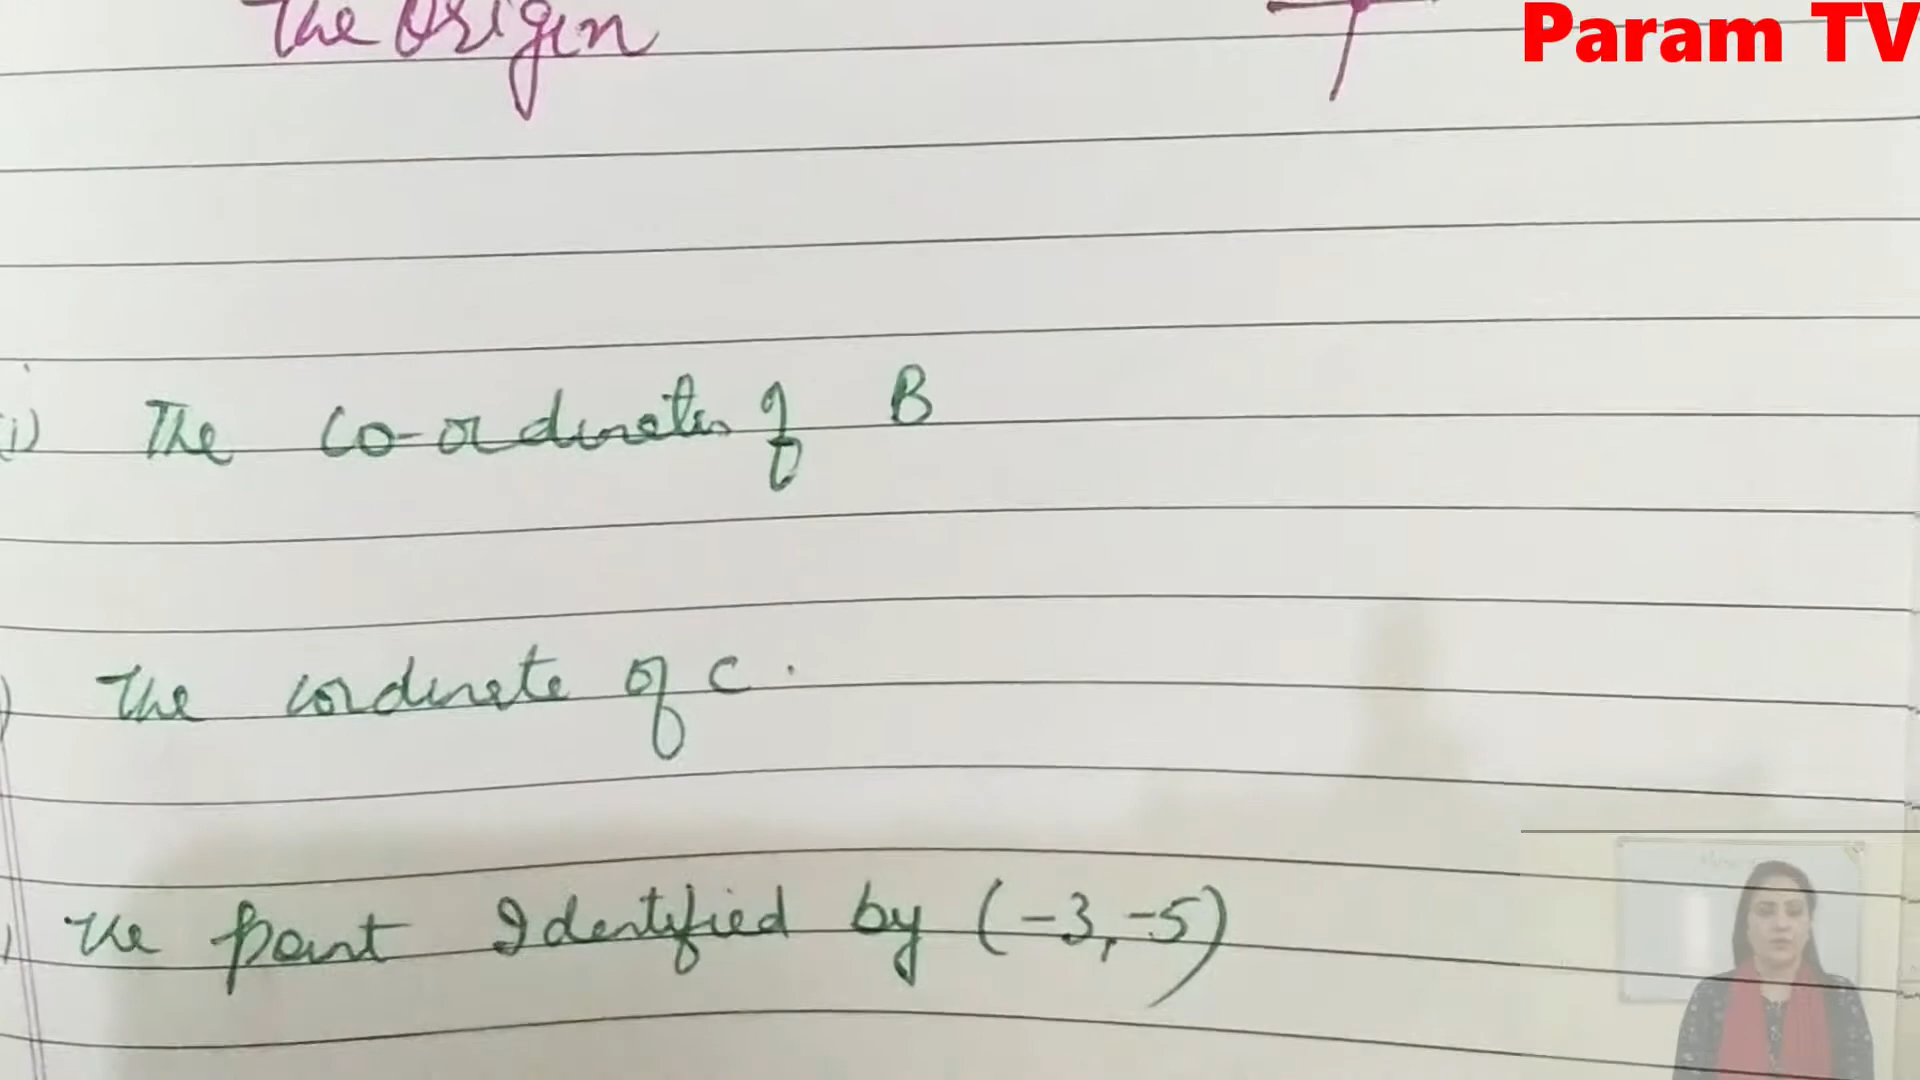 The Origin
Param TV
i) The Co-ordinates of B
) The cordinate of C.
) The point Identified by (-3,-5)